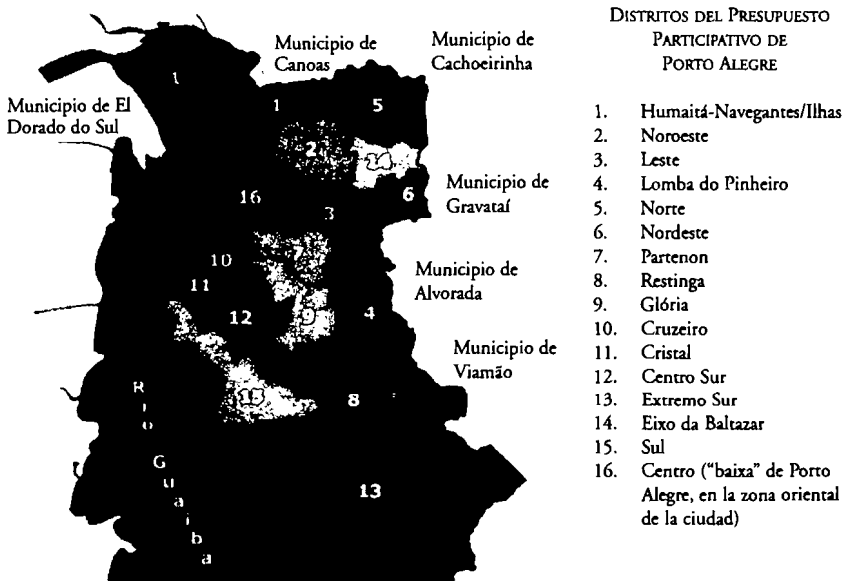 DISTRITOS DEL PRESUPUESTO
PARTICIPATIVO DE
PORTO ALEGRE
1. Humaitá-Navegantes/Ilhas
2. Noroeste
3. Leste
4. Lomba do Pinheiro
5. Norte
6. Nordeste
7. Partenon
8. Restinga
9. Glória
10. Cruzeiro
11. Cristal
12. Centro Sur
13. Extremo Sur
14. Eixo da Baltazar
15. Sul
16. Centro ("baixa" de Porto
Alegre, en la zona oriental
de la ciudad)
Municipio de
Canoas
Municipio de
Cachoeirinha
Municipio de El
Dorado do Sul
Municipio de
Gravataí
Municipio de
Alvorada
Municipio de
Viamão
1
1
5
2
14
6
16
3
7
10
11
12
9
4
15
8
13
Rio
Guaiba